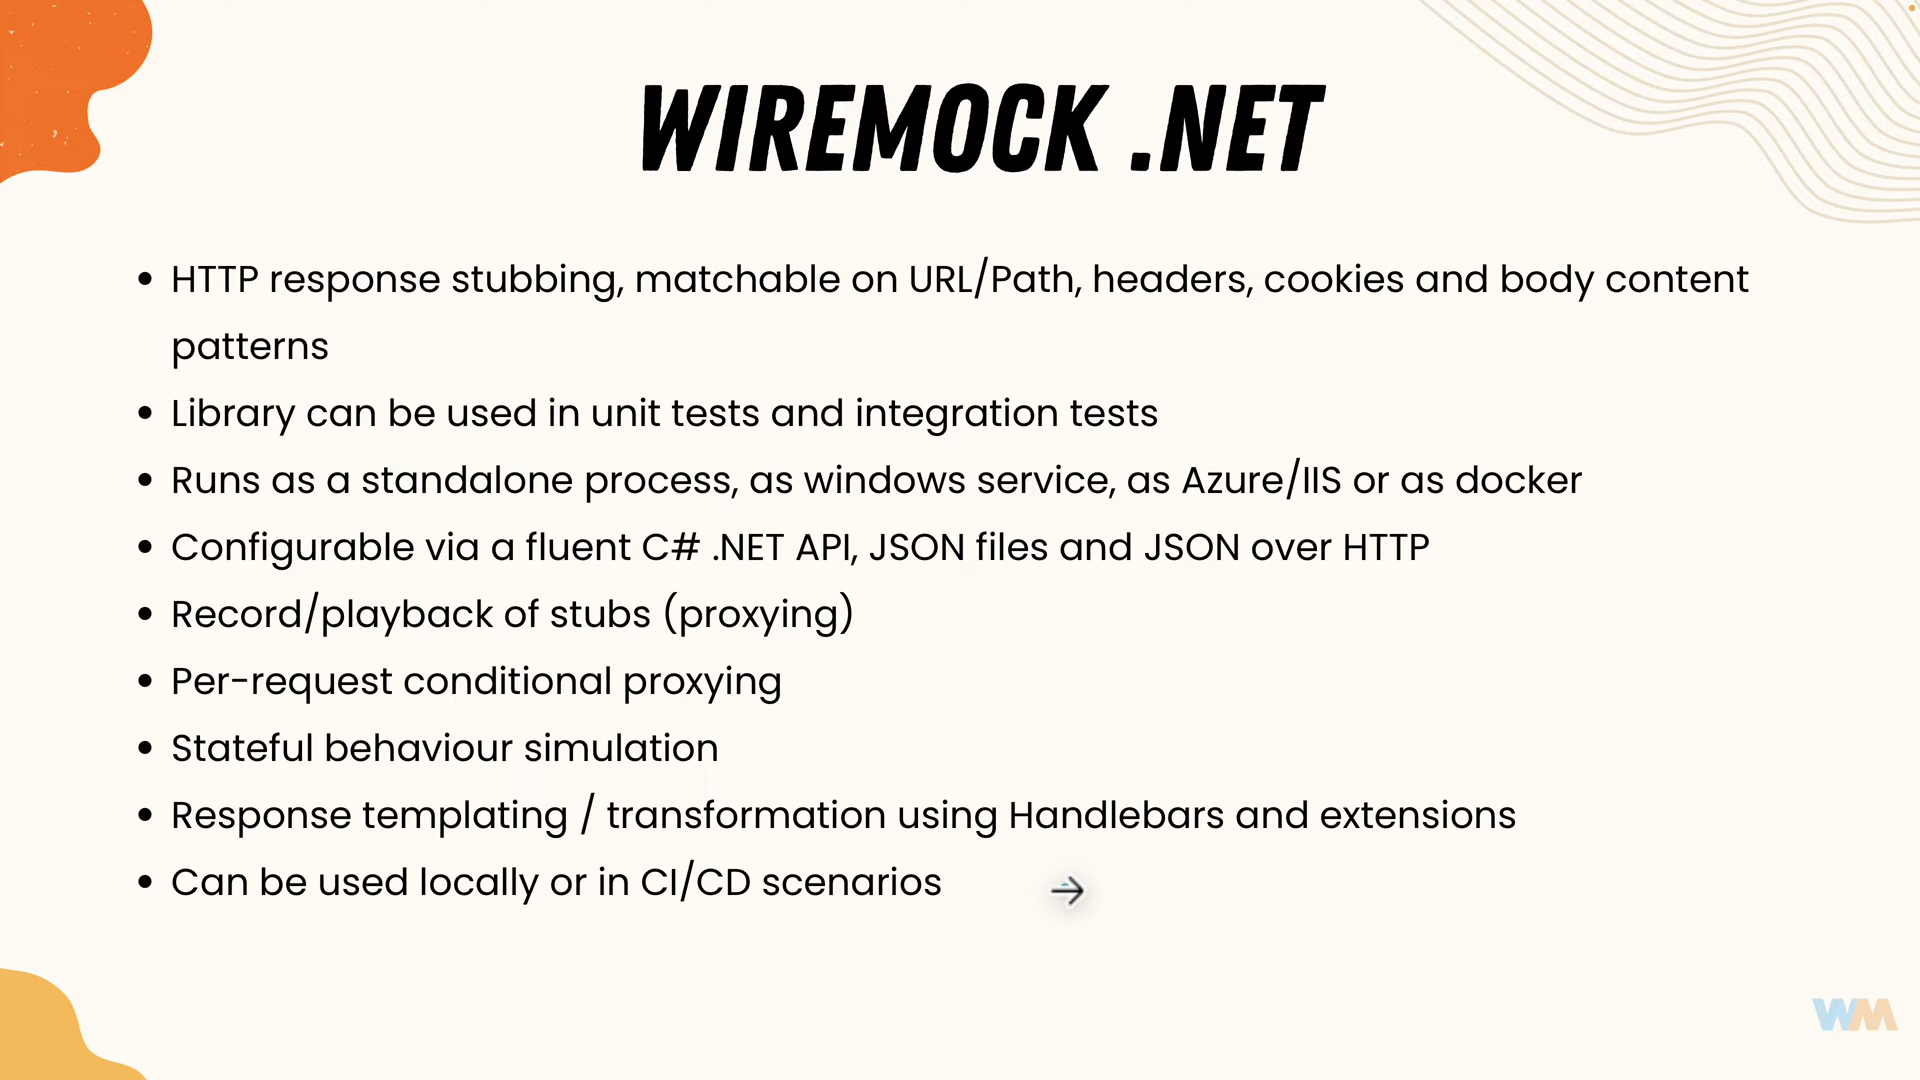 WIREMOCK .NET
• HTTP response stubbing, matchable on URL/Path, headers, cookies and body content
patterns
• Library can be used in unit tests and integration tests
• Runs as a standalone process, as windows service, as Azure/IIS or as docker
• Configurable via a fluent C# .NET API, JSON files and JSON over HTTP
• Record/playback of stubs (proxying)
• Per-request conditional proxying
• Stateful behaviour simulation
• Response templating / transformation using Handlebars and extensions
• Can be used locally or in CI/CD scenarios
WM